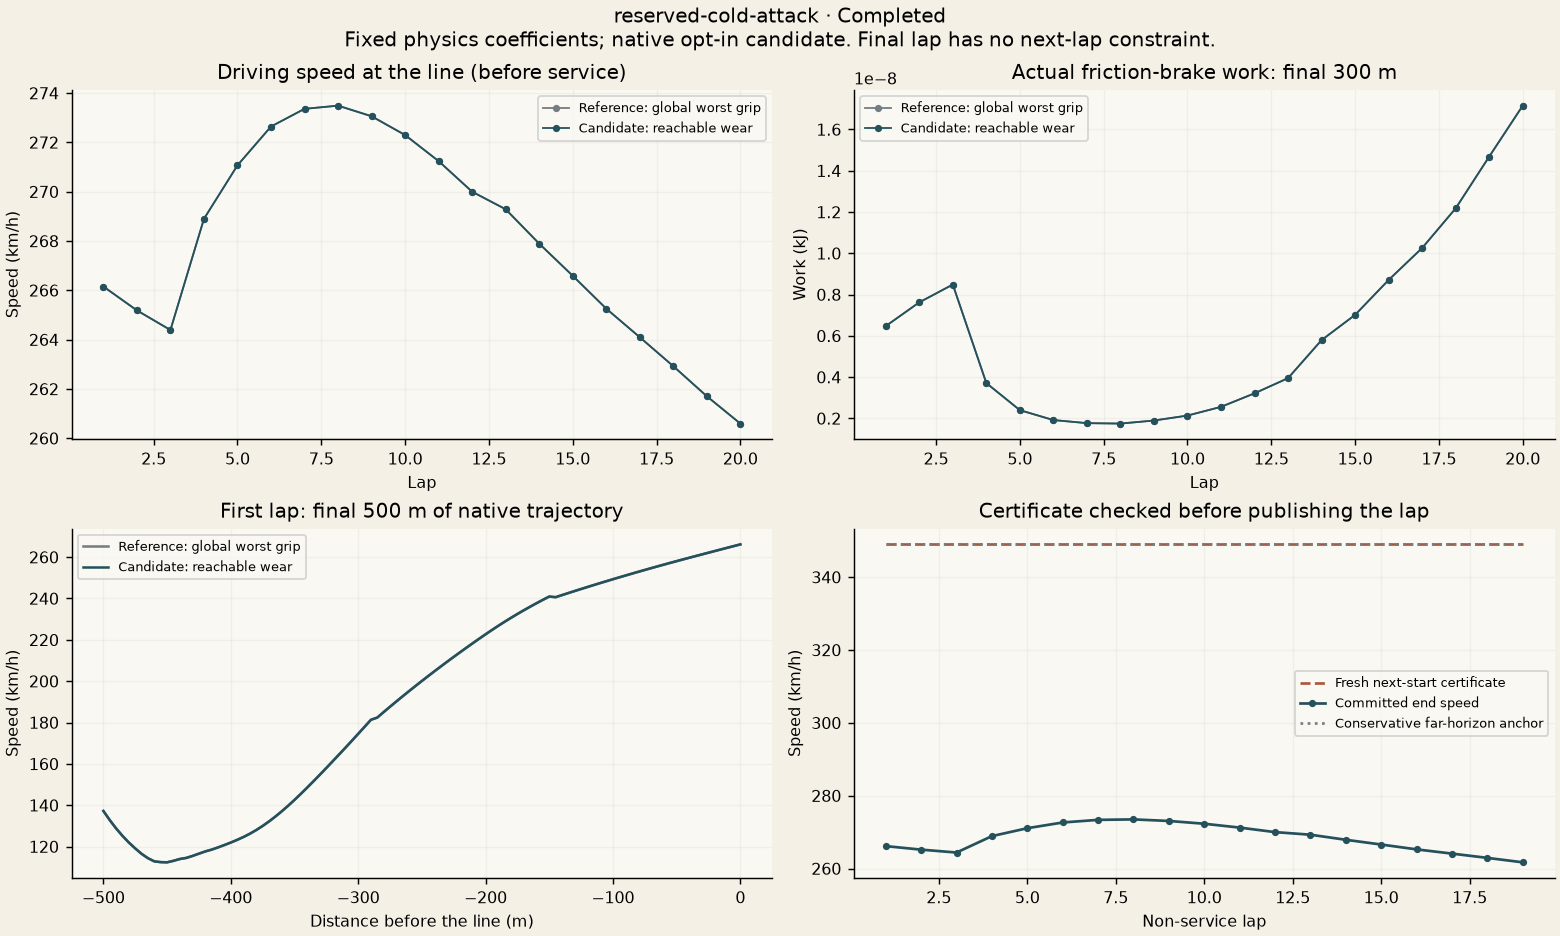 reserved-cold-attack · Completed
Fixed physics coefficients; native opt-in candidate. Final lap has no next-lap constraint.
Driving speed at the line (before service)
Speed (km/h)
274
272
270
268
266
264
262
260
Reference: global worst grip
Candidate: reachable wear
2.5 5.0 7.5 10.0 12.5 15.0 17.5 20.0
Lap
Actual friction-brake work: final 300 m
1e−8
Work (kJ)
1.6
1.4
1.2
1.0
0.8
0.6
0.4
0.2
Reference: global worst grip
Candidate: reachable wear
2.5 5.0 7.5 10.0 12.5 15.0 17.5 20.0
Lap
First lap: final 500 m of native trajectory
Speed (km/h)
260
240
220
200
180
160
140
120
Reference: global worst grip
Candidate: reachable wear
−500 −400 −300 −200 −100 0
Distance before the line (m)
Certificate checked before publishing the lap
Speed (km/h)
340
320
300
280
260
Fresh next-start certificate
Committed end speed
Conservative far-horizon anchor
2.5 5.0 7.5 10.0 12.5 15.0 17.5
Non-service lap